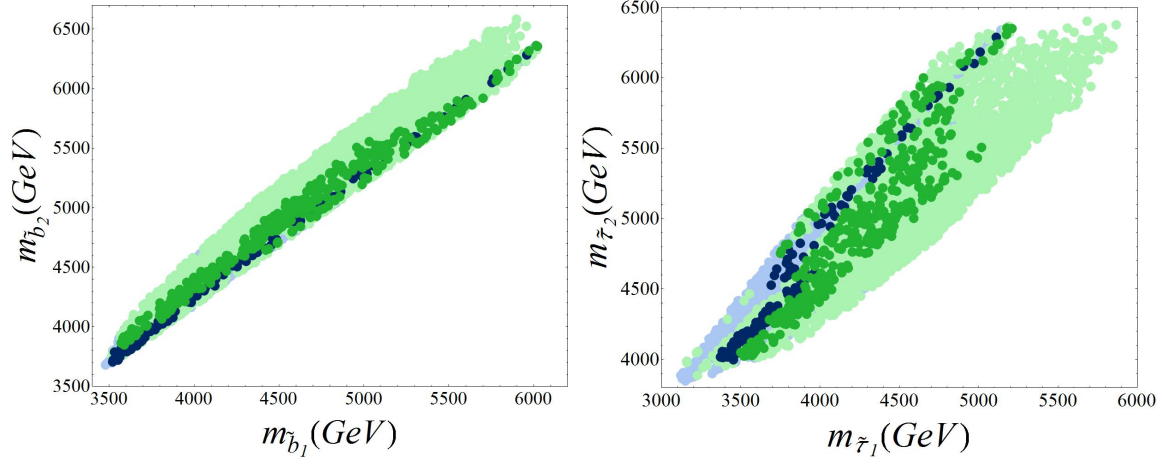 6500
6000
5500
5000
4500
4000
3500
3500 4000 4500 5000 5500 6000
m_{\tilde{b}_2}(GeV)
m_{\tilde{b}_1}(GeV)
6500
6000
5500
5000
4500
4000
3000 3500 4000 4500 5000 5500 6000
m_{\tilde{\tau}_2}(GeV)
m_{\tilde{\tau}_1}(GeV)